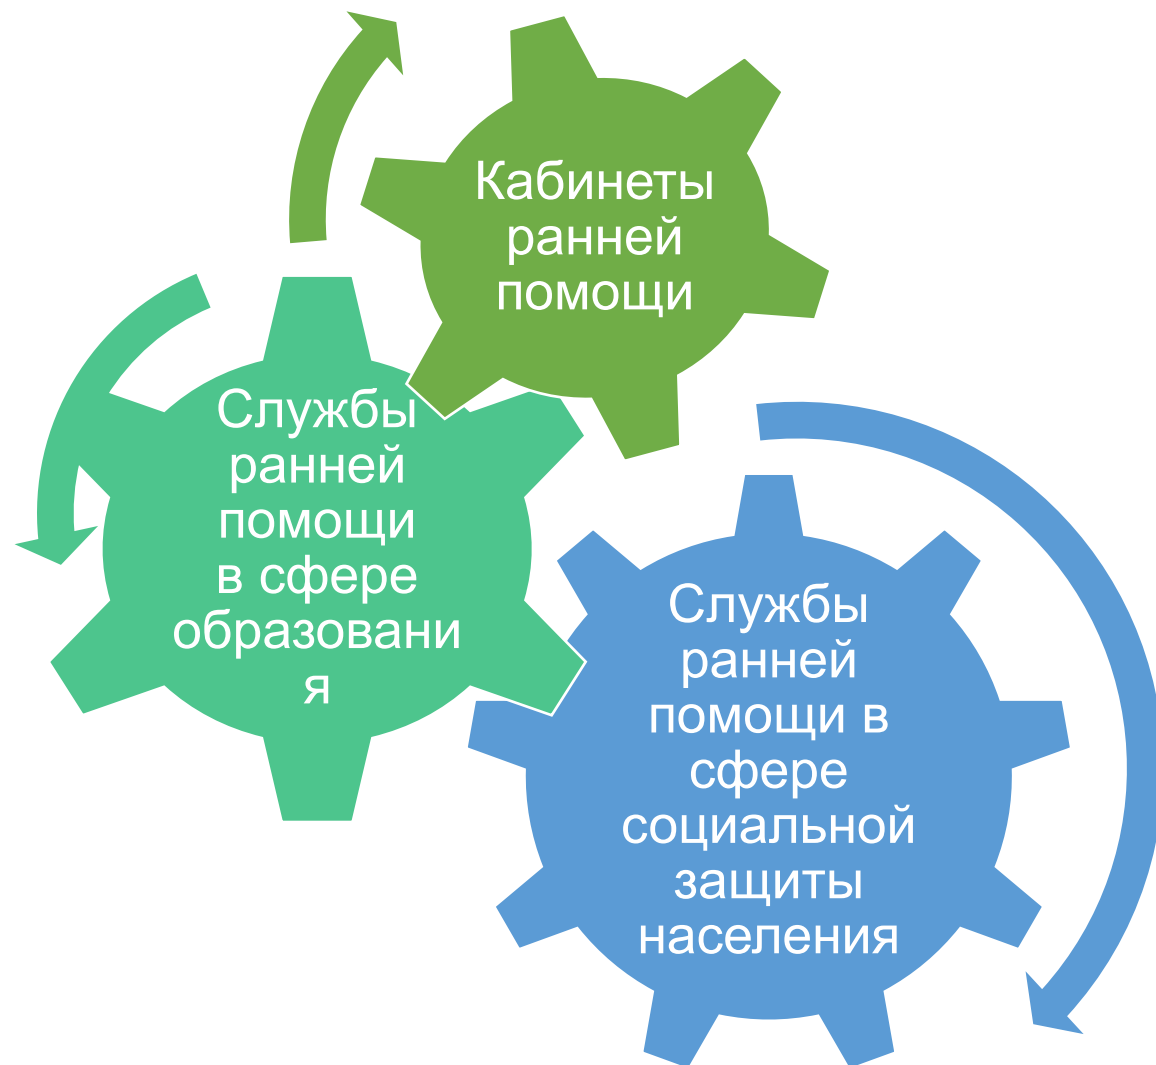 Кабинеты
ранней
помощи
Службы
ранней
помощи
в сфере
образовани
я
Службы
ранней
помощи в
сфере
социальной
защиты
населения